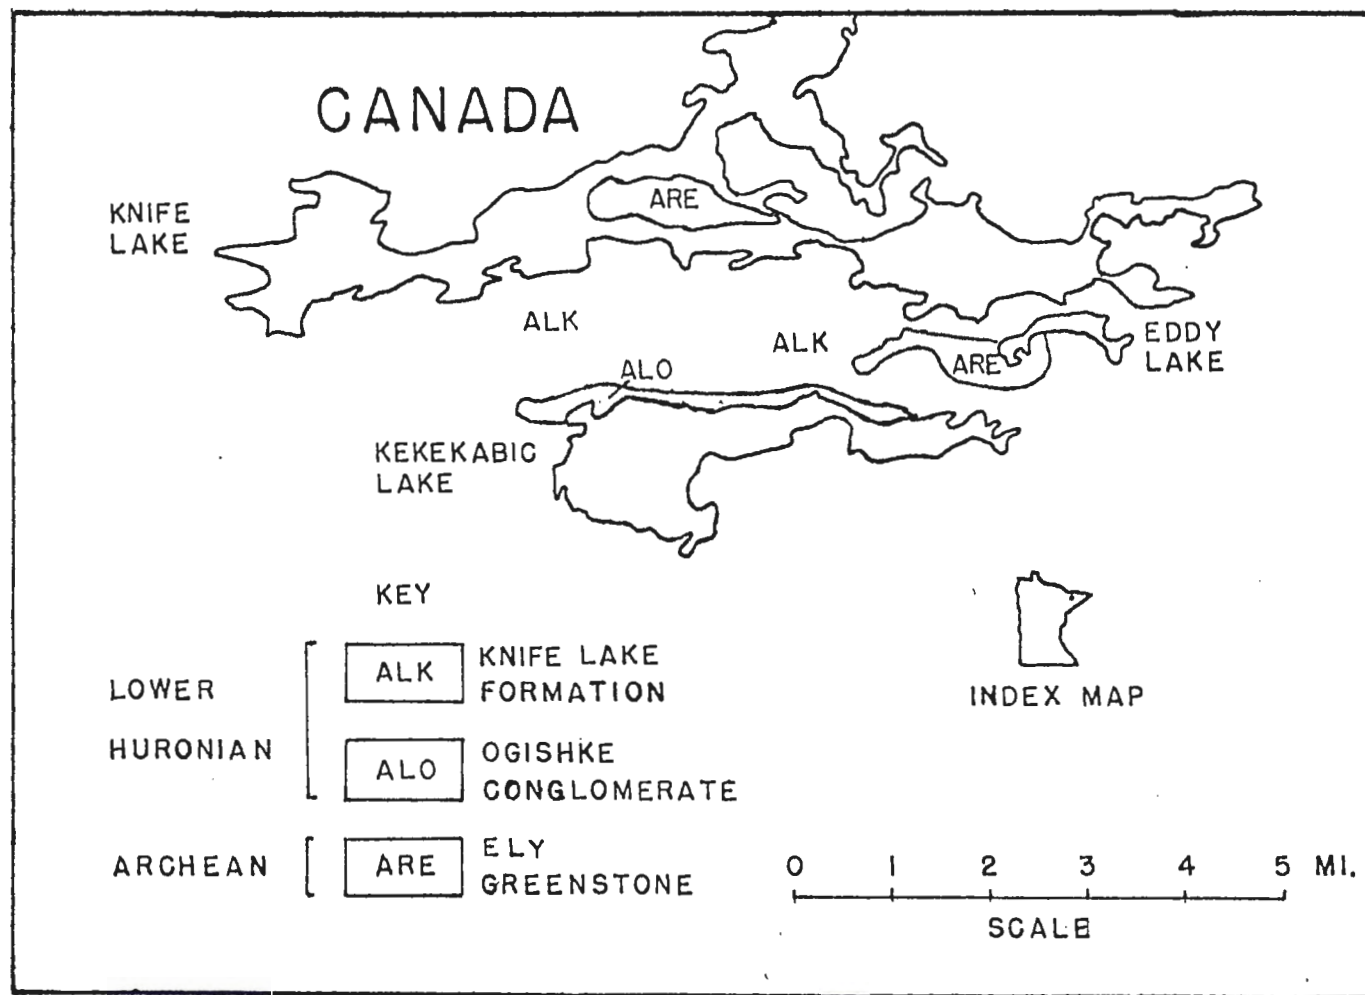 CANADA
KNIFE
LAKE
ARE
ALK
ALK
EDDY
LAKE
ARE
ALO
KEKEKABIC
LAKE
KEY
LOWER
HURONIAN
ALK
KNIFE LAKE
FORMATION
ALO
OGISHKE
CONGLOMERATE
ARCHEAN
ARE
ELY
GREENSTONE
INDEX MAP
0 1 2 3 4 5 MI.
SCALE